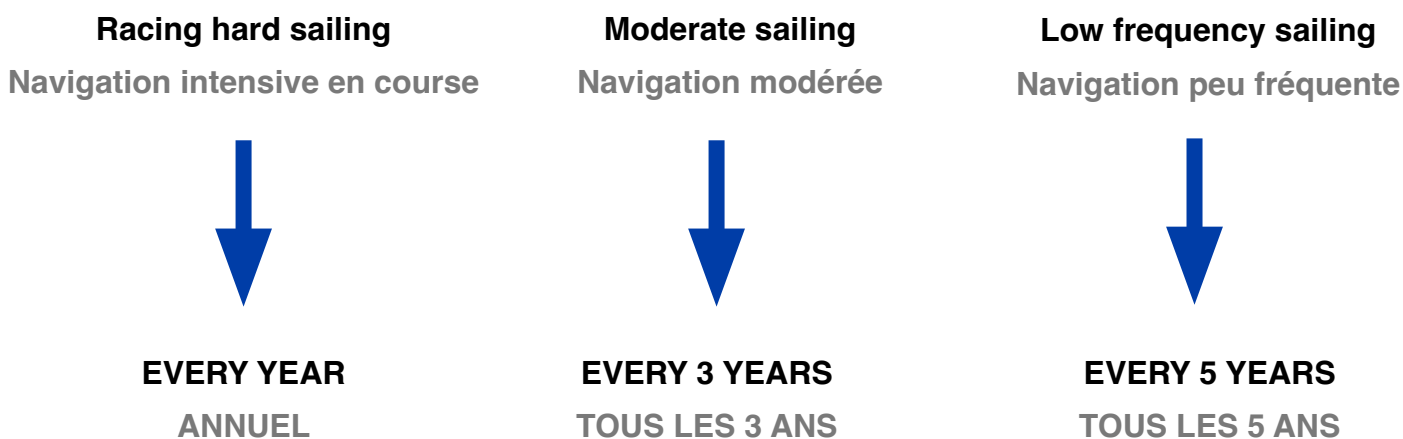 Racing hard sailing
Navigation intensive en course
EVERY YEAR
ANNUEL
Moderate sailing
Navigation modérée
EVERY 3 YEARS
TOUS LES 3 ANS
Low frequency sailing
Navigation peu fréquente
EVERY 5 YEARS
TOUS LES 5 ANS